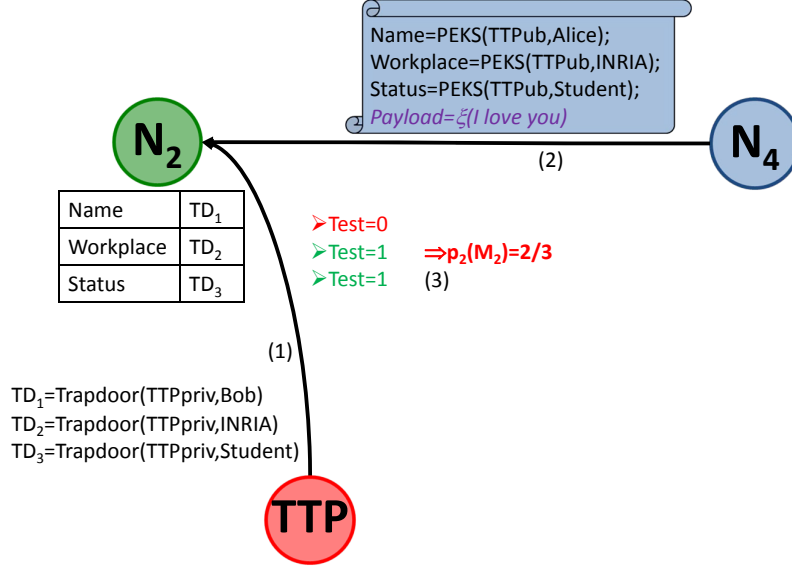 Name=PEKS(TTPub,Alice);
Workplace=PEKS(TTPub,INRIA);
Status=PEKS(TTPub,Student);
Payload=ξ(I love you)
N₂
N₄
(2)
Name TD₁
Workplace TD₂
Status TD₃
➢Test=0
➢Test=1 ⇒p₂(M₂)=2/3
➢Test=1 (3)
(1)
TD₁=Trapdoor(TTPpriv,Bob)
TD₂=Trapdoor(TTPpriv,INRIA)
TD₃=Trapdoor(TTPpriv,Student)
TTP